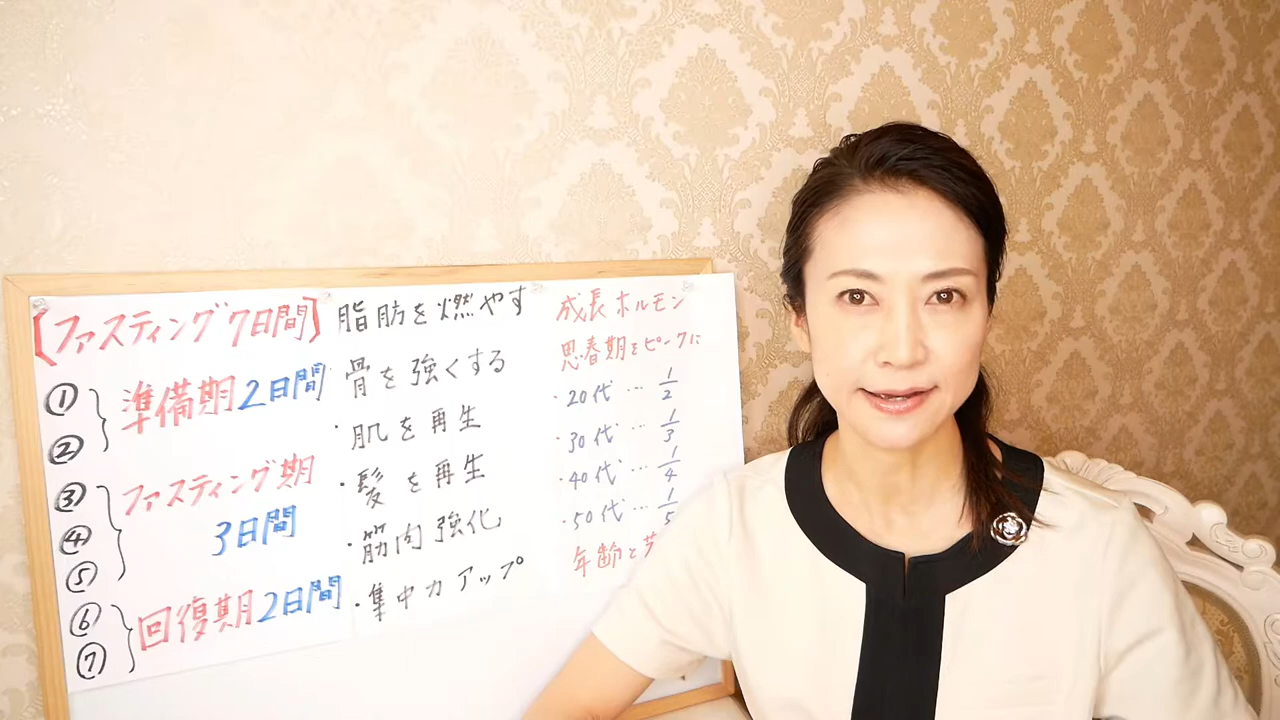 【ファスティング7日間】
①
②
準備期2日間
③
④
⑤
ファスティング期
3日間
⑥
⑦
回復期2日間
脂肪を燃やす
骨を強くする
・肌を再生
・髪を再生
・筋肉強化
・集中力アップ
成長ホルモン
思春期をピークに
・20代…1/2
・30代…1/3
・40代…1/4
・50代…1/5
年齢と